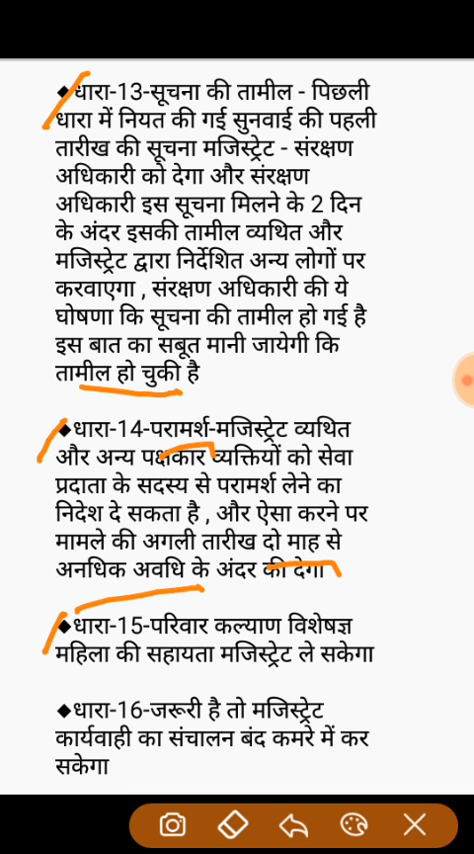 ◆धारा-13-सूचना की तामील - पिछली
धारा में नियत की गई सुनवाई की पहली
तारीख की सूचना मजिस्ट्रेट - संरक्षण
अधिकारी को देगा और संरक्षण
अधिकारी इस सूचना मिलने के 2 दिन
के अंदर इसकी तामील व्यथित और
मजिस्ट्रेट द्वारा निर्देशित अन्य लोगों पर
करवाएगा , संरक्षण अधिकारी की ये
घोषणा कि सूचना की तामील हो गई है
इस बात का सबूत मानी जायेगी कि
तामील हो चुकी है
◆धारा-14-परामर्श-मजिस्ट्रेट व्यथित
और अन्य पक्षकार व्यक्तियों को सेवा
प्रदाता के सदस्य से परामर्श लेने का
निदेश दे सकता है , और ऐसा करने पर
मामले की अगली तारीख दो माह से
अनधिक अवधि के अंदर की देगा
◆धारा-15-परिवार कल्याण विशेषज्ञ
महिला की सहायता मजिस्ट्रेट ले सकेगा
◆धारा-16-जरूरी है तो मजिस्ट्रेट
कार्यवाही का संचालन बंद कमरे में कर
सकेगा